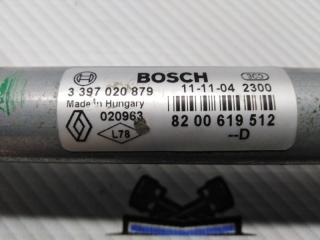 BOSCH
3 397 020 879 11-11-04 2300
Made in Hungary
020963
L78
82 00 619 512
--D